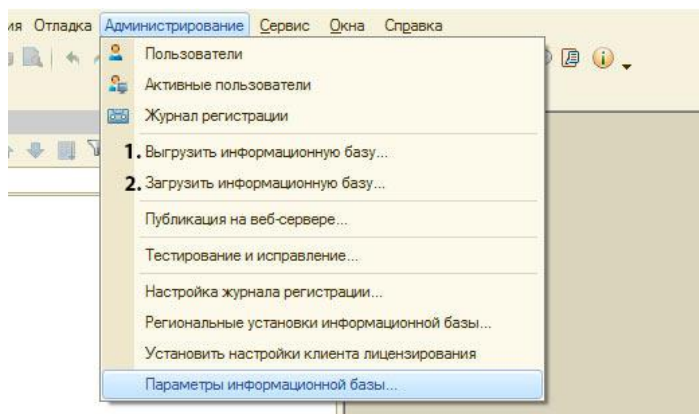 ия Отладка Администрирование Сервис Окна Справка
Пользователи
Активные пользователи
Журнал регистрации
1. Выгрузить информационную базу...
2. Загрузить информационную базу...
Публикация на веб-сервере...
Тестирование и исправление...
Настройка журнала регистрации...
Региональные установки информационной базы...
Установить настройки клиента лицензирования
Параметры информационной базы...